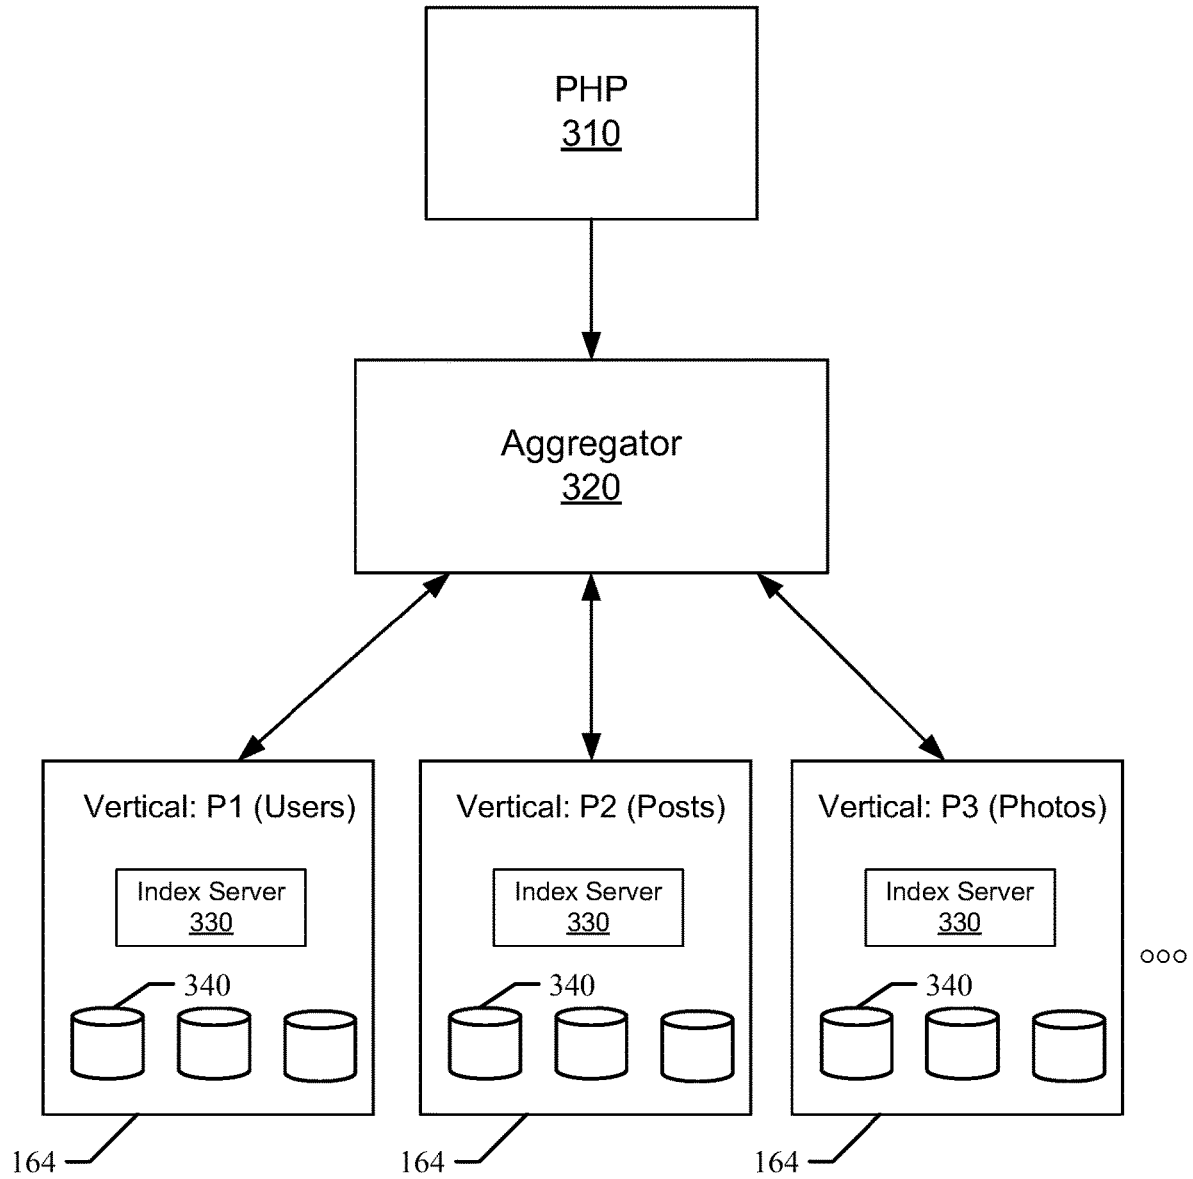 PHP
310
Aggregator
320
Vertical: P1 (Users)
Index Server
330
340
164
Vertical: P2 (Posts)
Index Server
330
340
164
Vertical: P3 (Photos)
Index Server
330
340
164